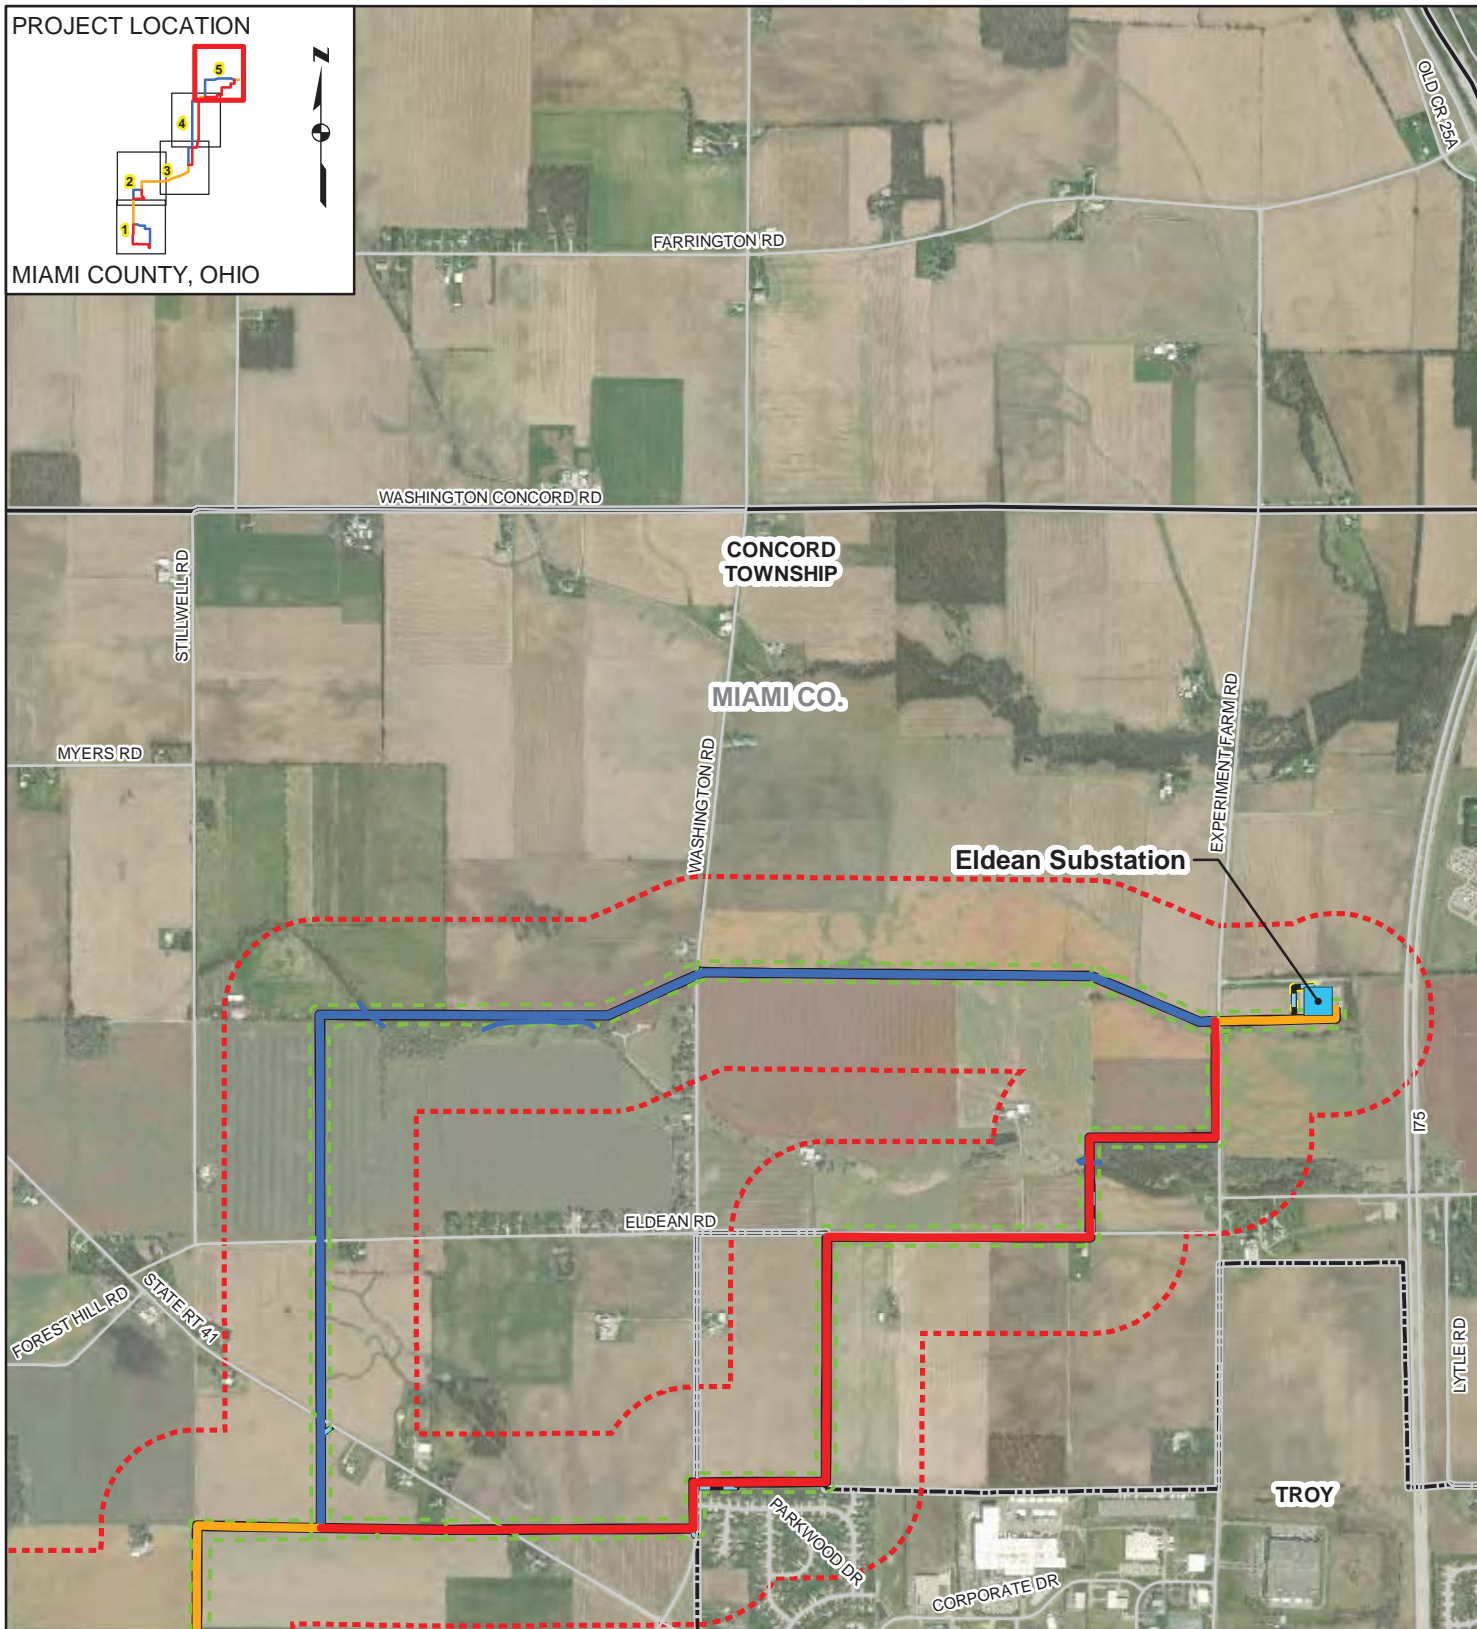 PROJECT LOCATION
5
4
3
2
1
N
MIAMI COUNTY, OHIO
OLD CR 25A
FARRINGTON RD
WASHINGTON CONCORD RD
STILLWELL RD
CONCORD
TOWNSHIP
MIAMI CO.
MYERS RD
WASHINGTON RD
EXPERIMENT FARM RD
Eldean Substation
I75
ELDEAN RD
FOREST HILL RD
STATE RT 41
LYTLE RD
TROY
PARKWOOD DR
CORPORATE DR